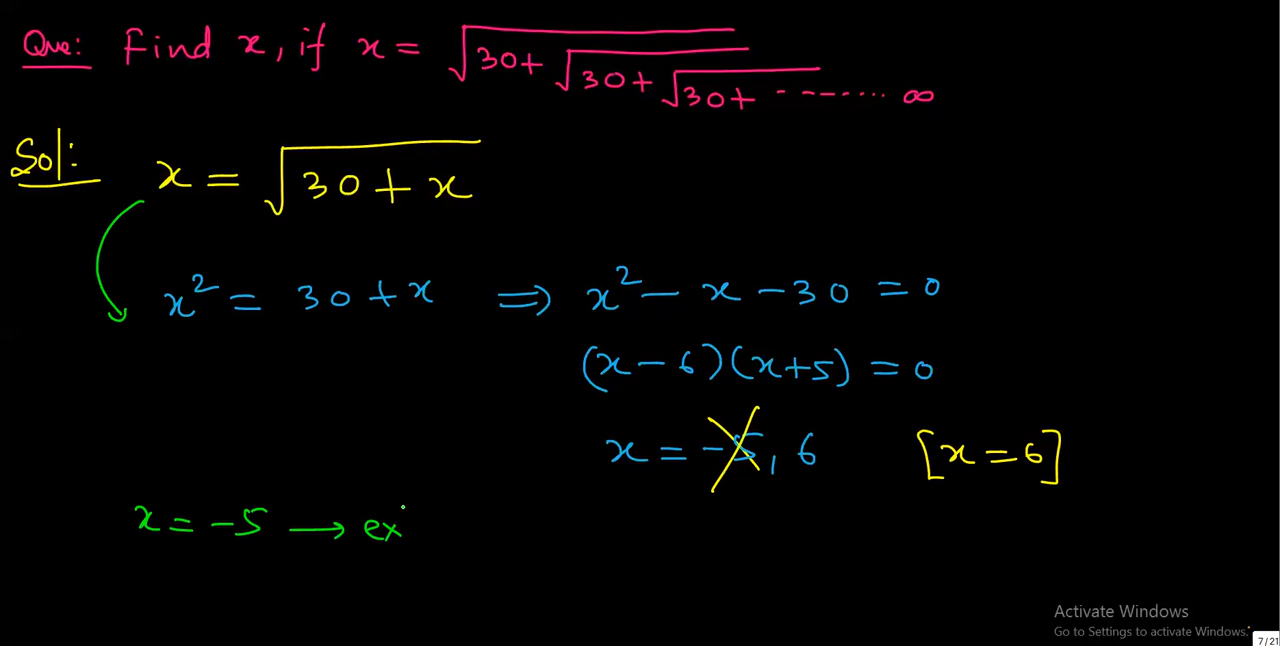 Que: Find x, if x = √30+√30+√30+ ------..... ∞
Sol:
x = √30+x
x² = 30+x ⟹ x² - x - 30 = 0
(x-6)(x+5) = 0
x = -5, 6 [x = 6]
x = -5 → ex
Activate Windows
Go to Settings to activate Windows.
7/21